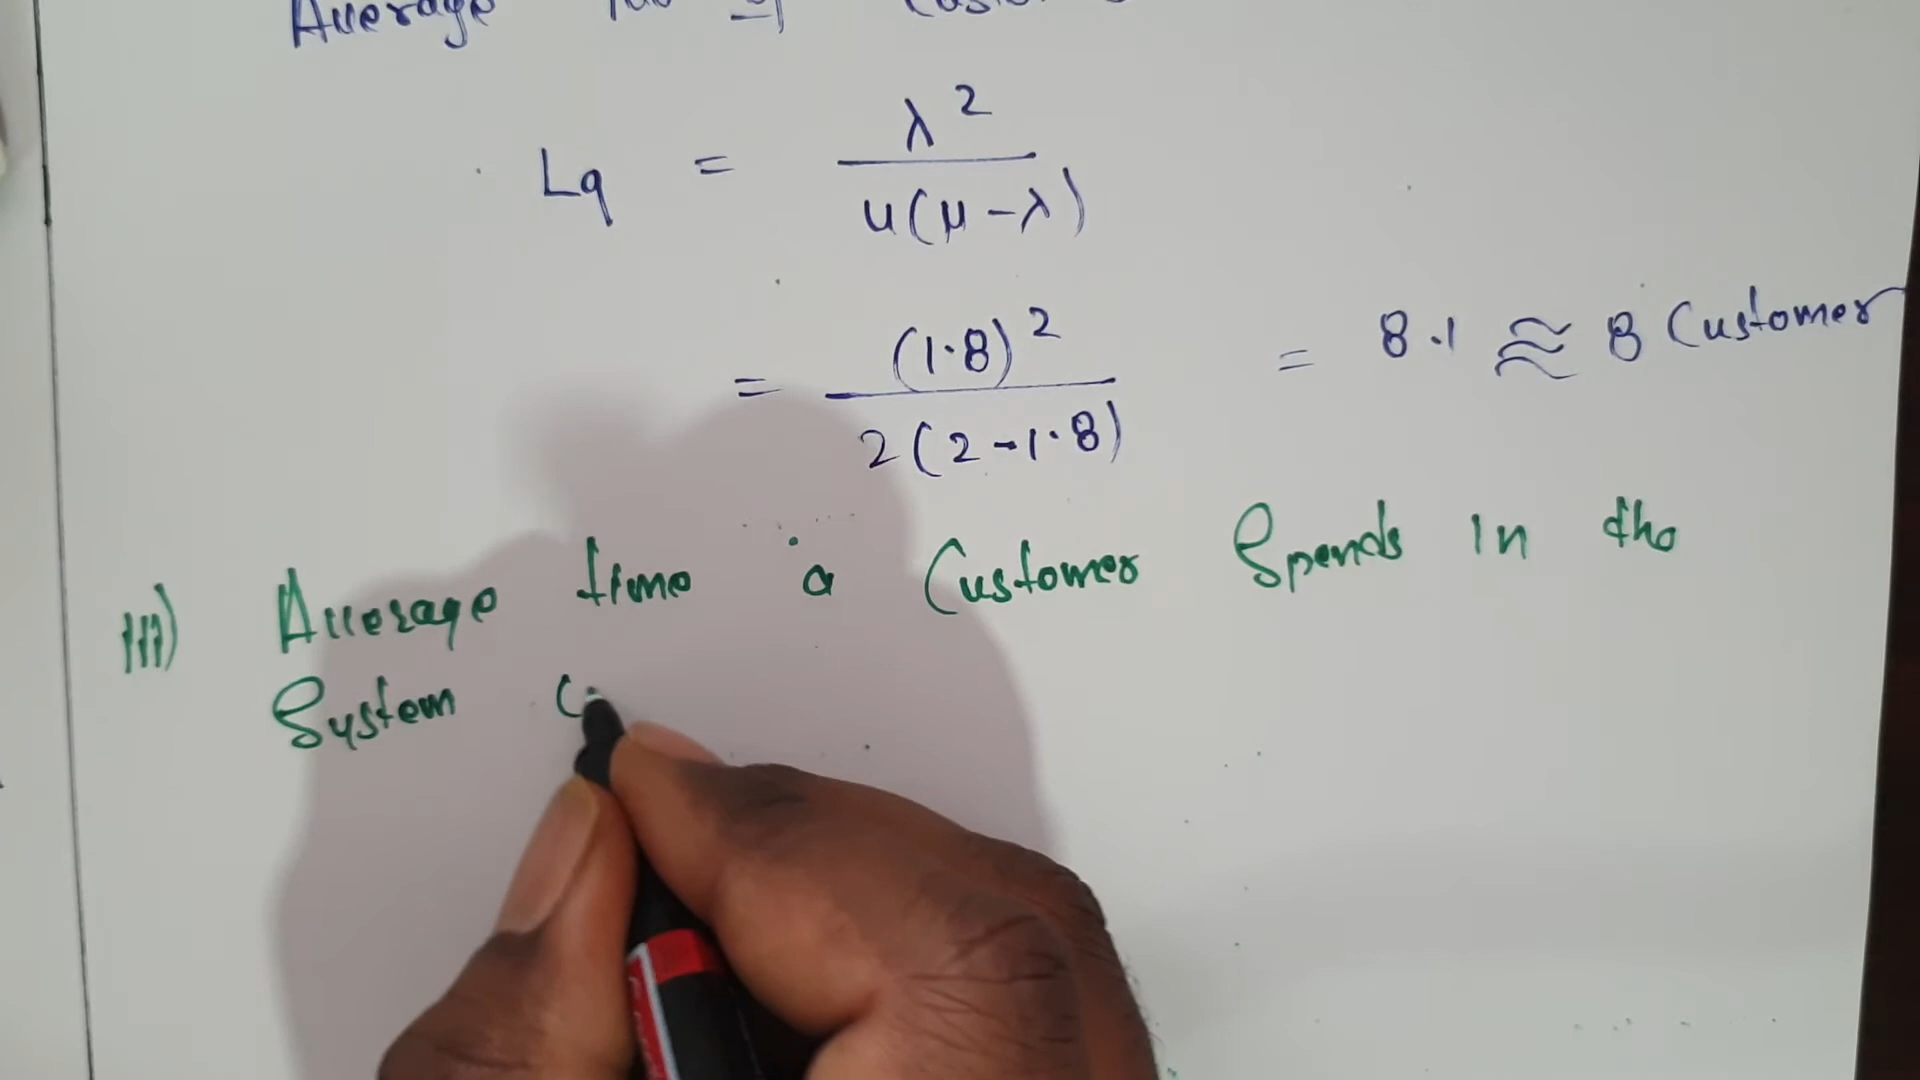 Average
Lq = λ² / μ(μ-λ)
= (1.8)² / 2(2-1.8) = 8.1 ≈ 8 Customer
iii) Average time a Customer Spends in the
System (